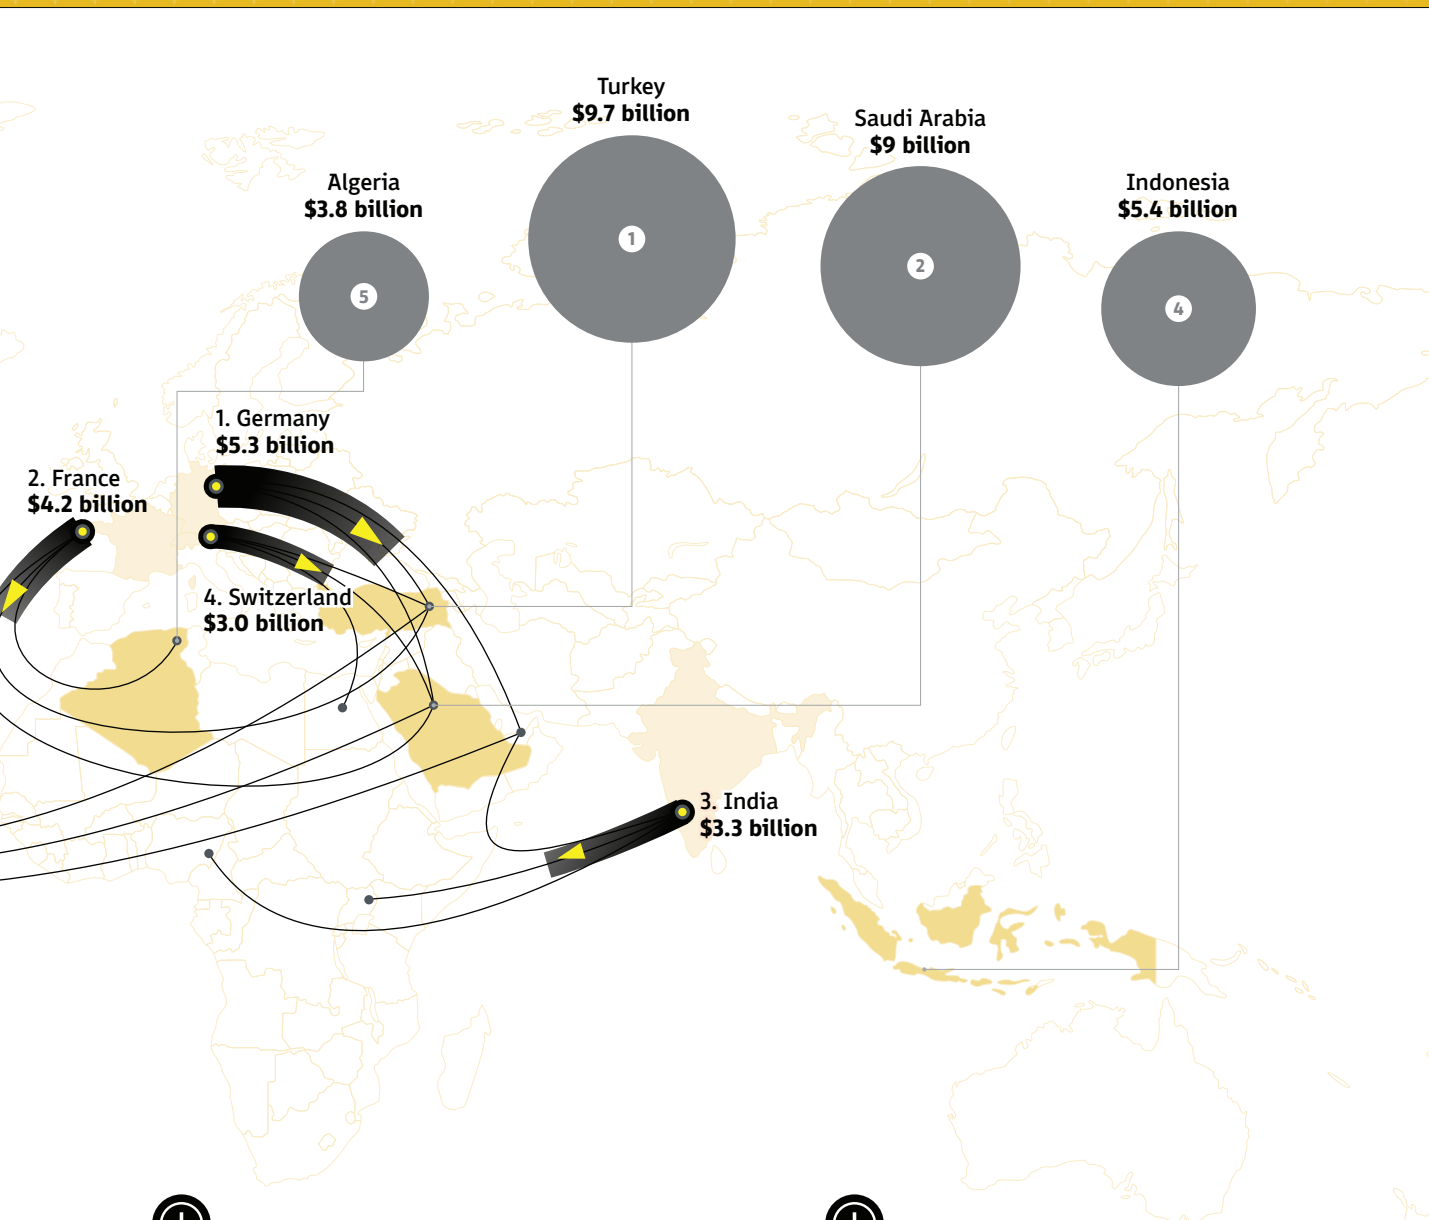 Turkey
$9.7 billion
1
Saudi Arabia
$9 billion
2
Algeria
$3.8 billion
5
Indonesia
$5.4 billion
4
1. Germany
$5.3 billion
2. France
$4.2 billion
4. Switzerland
$3.0 billion
3. India
$3.3 billion